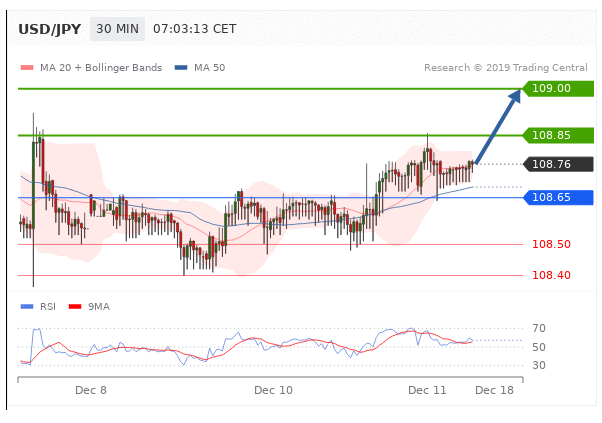 USD/JPY 30 MIN 07:03:13 CET
MA 20 + Bollinger Bands MA 50 Research © 2019 Trading Central
109.00
108.85
108.76
108.65
108.50
108.40
RSI 9MA
70
50
30
Dec 8 Dec 10 Dec 11 Dec 18